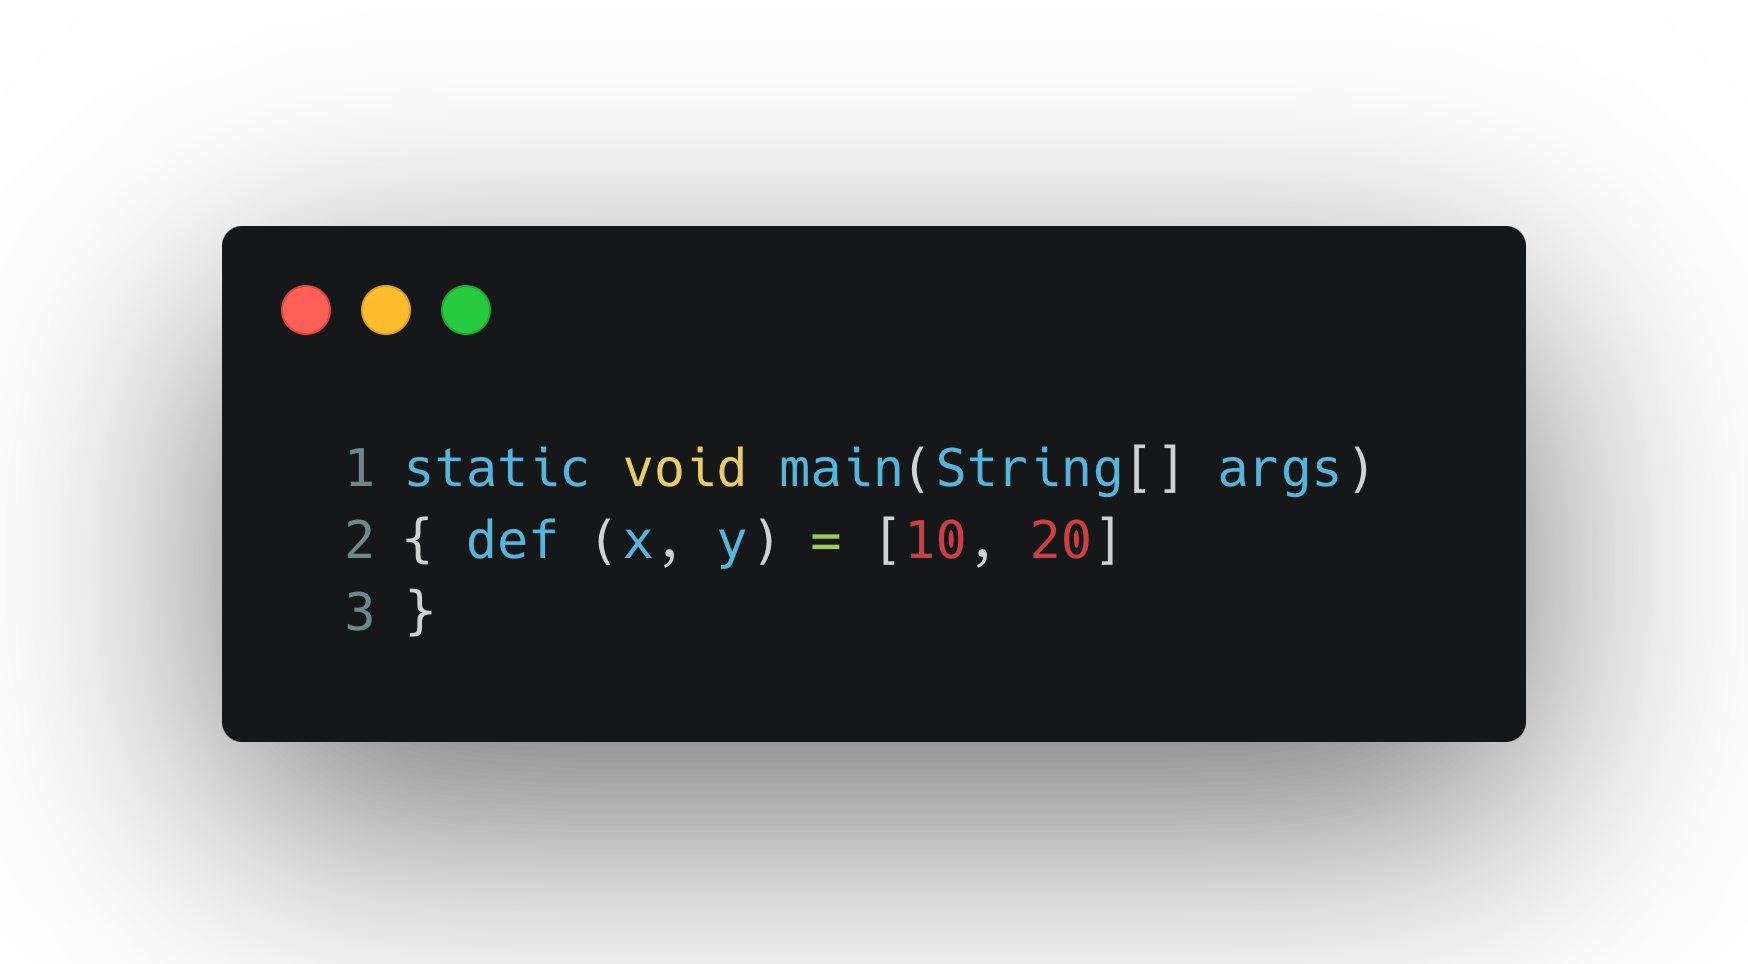 1 static void main(String[] args)
2 { def (x, y) = [10, 20]
3 }